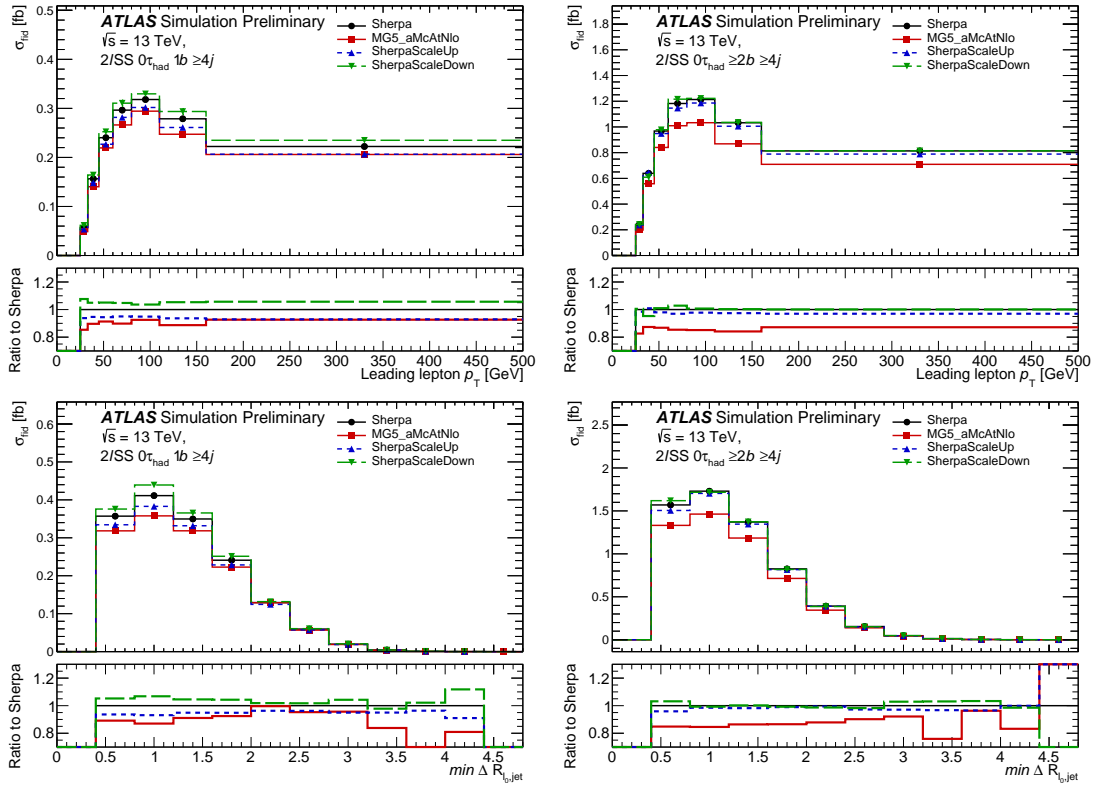 ATLAS Simulation Preliminary
√s = 13 TeV,
2lSS 0τhad 1b ≥4j
Sherpa
MG5_aMcAtNlo
SherpaScaleUp
SherpaScaleDown
σfid [fb]
0.5
0.4
0.3
0.2
0.1
0
Ratio to Sherpa
1.2
1
0.8
0 50 100 150 200 250 300 350 400 450 500
Leading lepton pT [GeV]
ATLAS Simulation Preliminary
√s = 13 TeV,
2lSS 0τhad ≥2b ≥4j
Sherpa
MG5_aMcAtNlo
SherpaScaleUp
SherpaScaleDown
σfid [fb]
1.8
1.6
1.4
1.2
1
0.8
0.6
0.4
0.2
0
Ratio to Sherpa
1.2
1
0.8
0 50 100 150 200 250 300 350 400 450 500
Leading lepton pT [GeV]
ATLAS Simulation Preliminary
√s = 13 TeV,
2lSS 0τhad 1b ≥4j
Sherpa
MG5_aMcAtNlo
SherpaScaleUp
SherpaScaleDown
σfid [fb]
0.6
0.5
0.4
0.3
0.2
0.1
0
Ratio to Sherpa
1.2
1
0.8
0 0.5 1 1.5 2 2.5 3 3.5 4 4.5
min Δ Rl0,jet
ATLAS Simulation Preliminary
√s = 13 TeV,
2lSS 0τhad ≥2b ≥4j
Sherpa
MG5_aMcAtNlo
SherpaScaleUp
SherpaScaleDown
σfid [fb]
2.5
2
1.5
1
0.5
0
Ratio to Sherpa
1.2
1
0.8
0 0.5 1 1.5 2 2.5 3 3.5 4 4.5
min Δ Rl0,jet